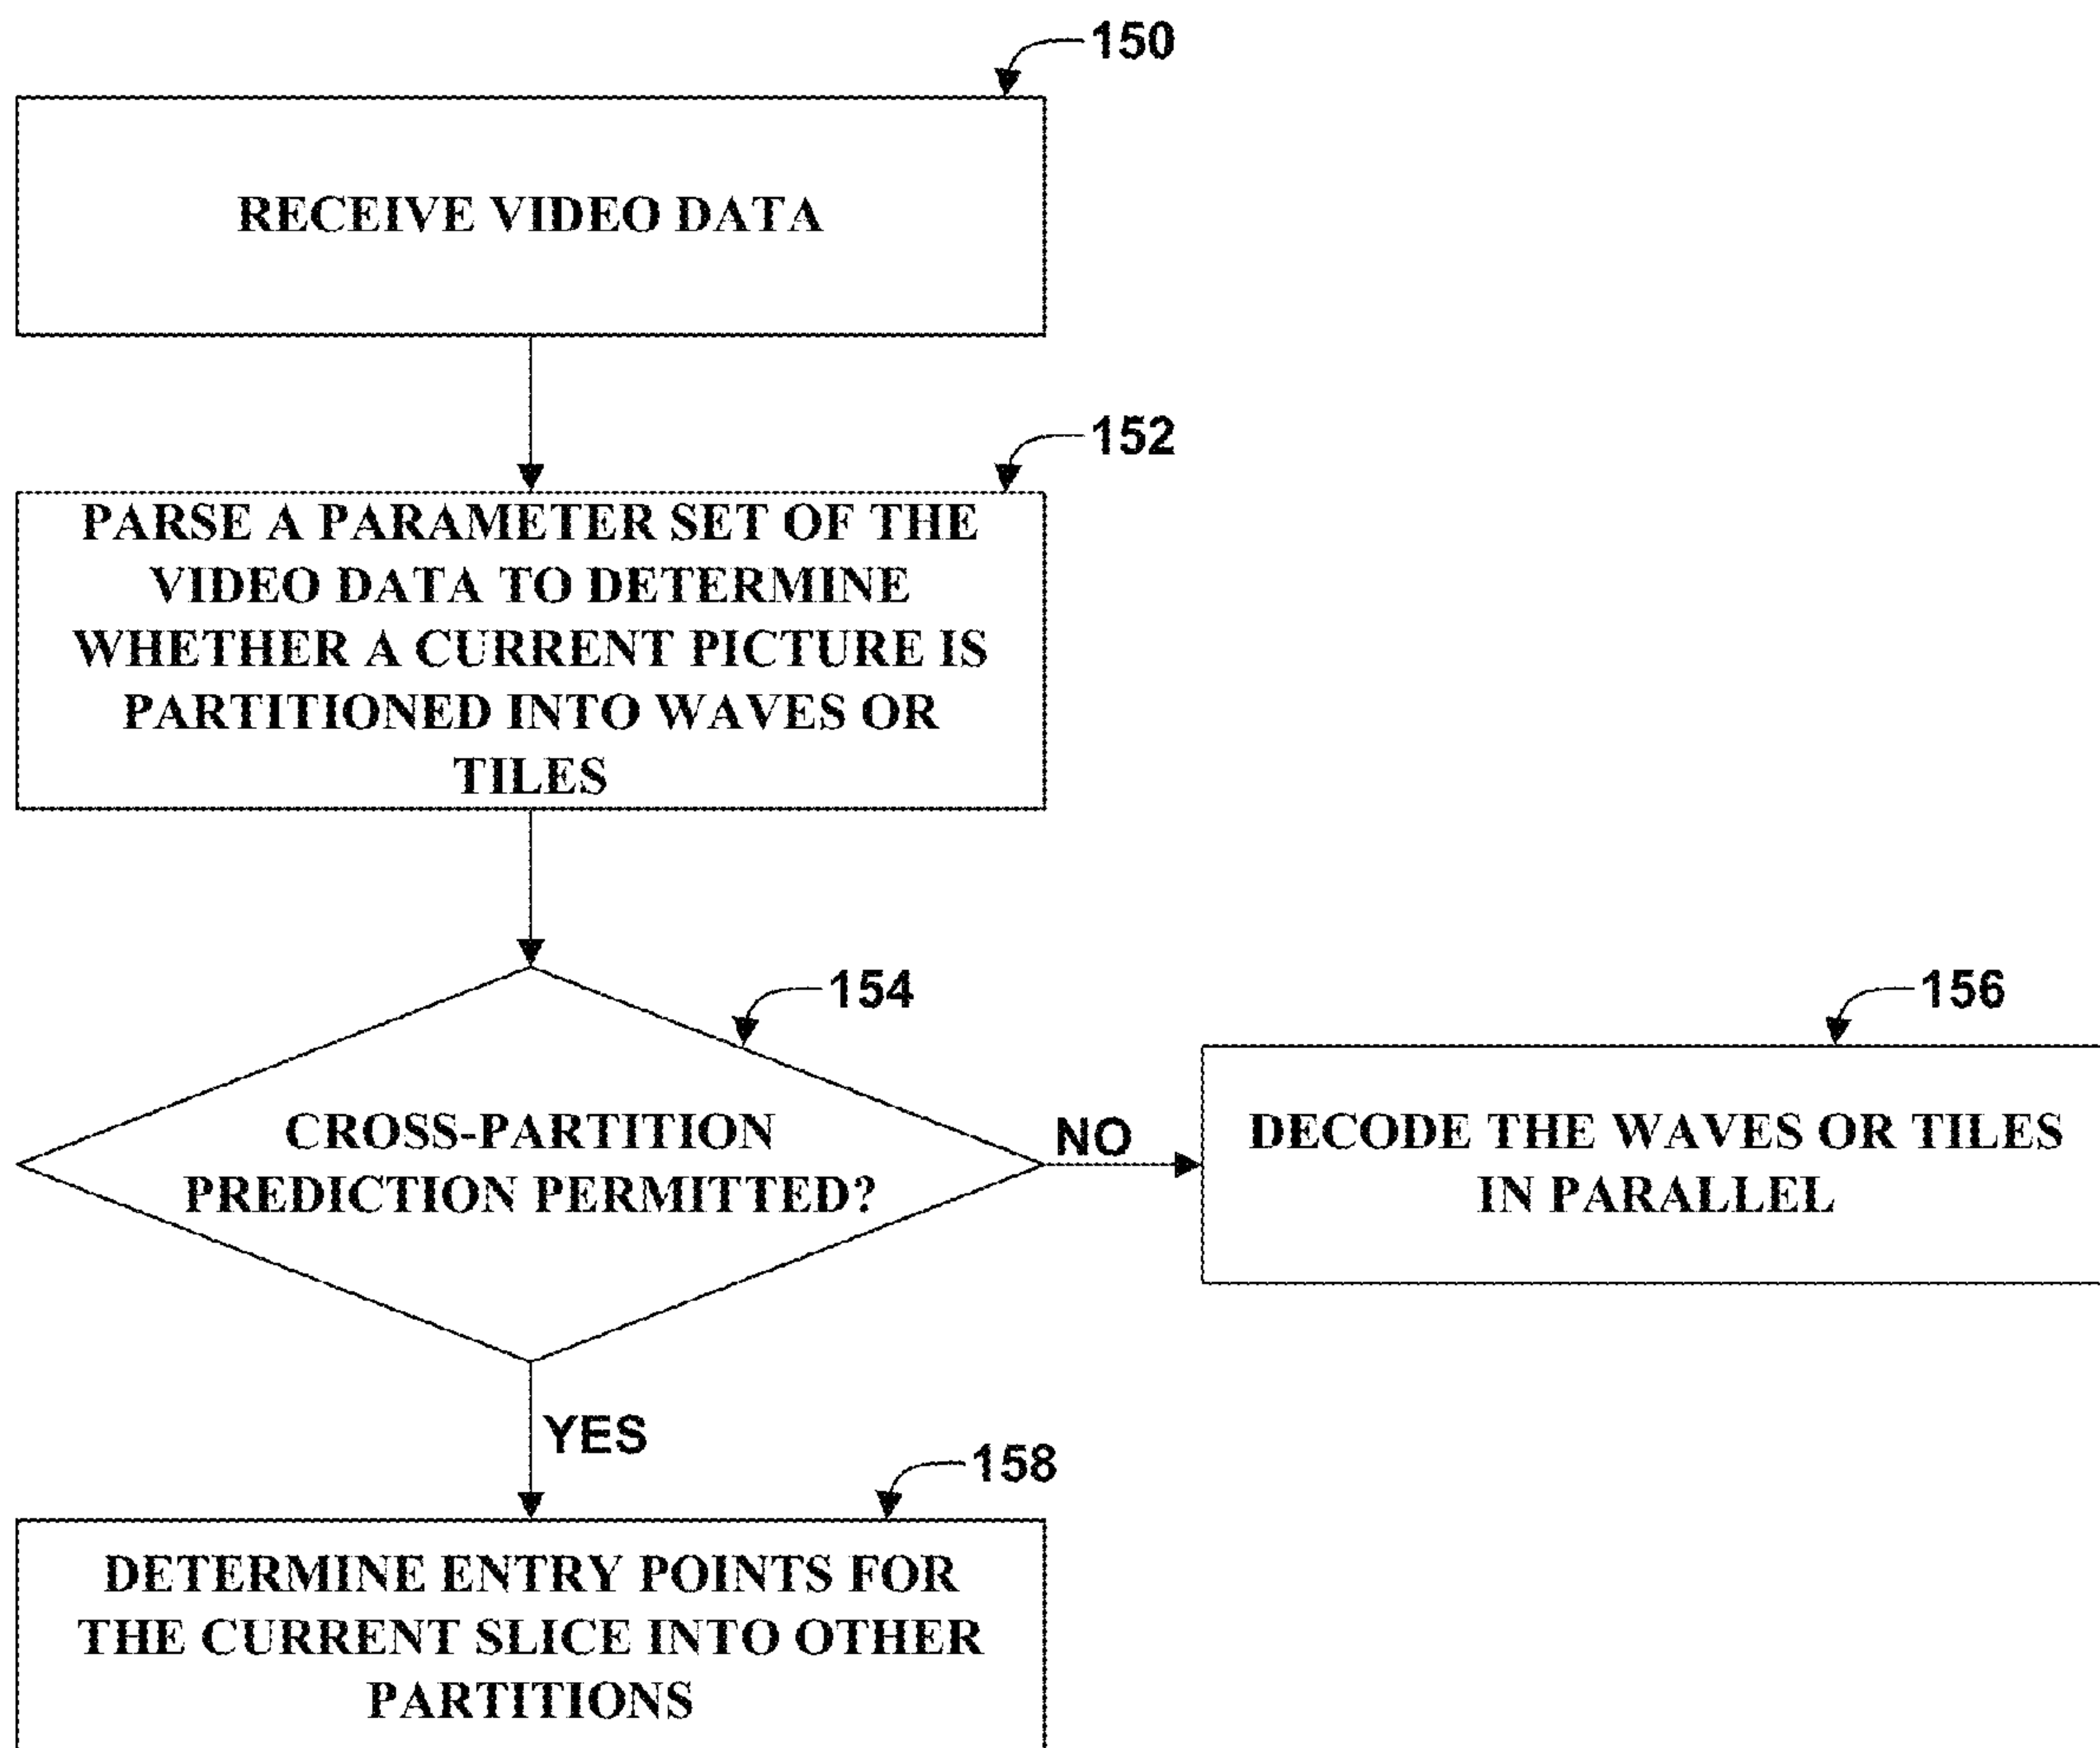 150
RECEIVE VIDEO DATA
152
PARSE A PARAMETER SET OF THE
VIDEO DATA TO DETERMINE
WHETHER A CURRENT PICTURE IS
PARTITIONED INTO WAVES OR
TILES
154
156
CROSS-PARTITION
PREDICTION PERMITTED?
NO
DECODE THE WAVES OR TILES
IN PARALLEL
YES
158
DETERMINE ENTRY POINTS FOR
THE CURRENT SLICE INTO OTHER
PARTITIONS